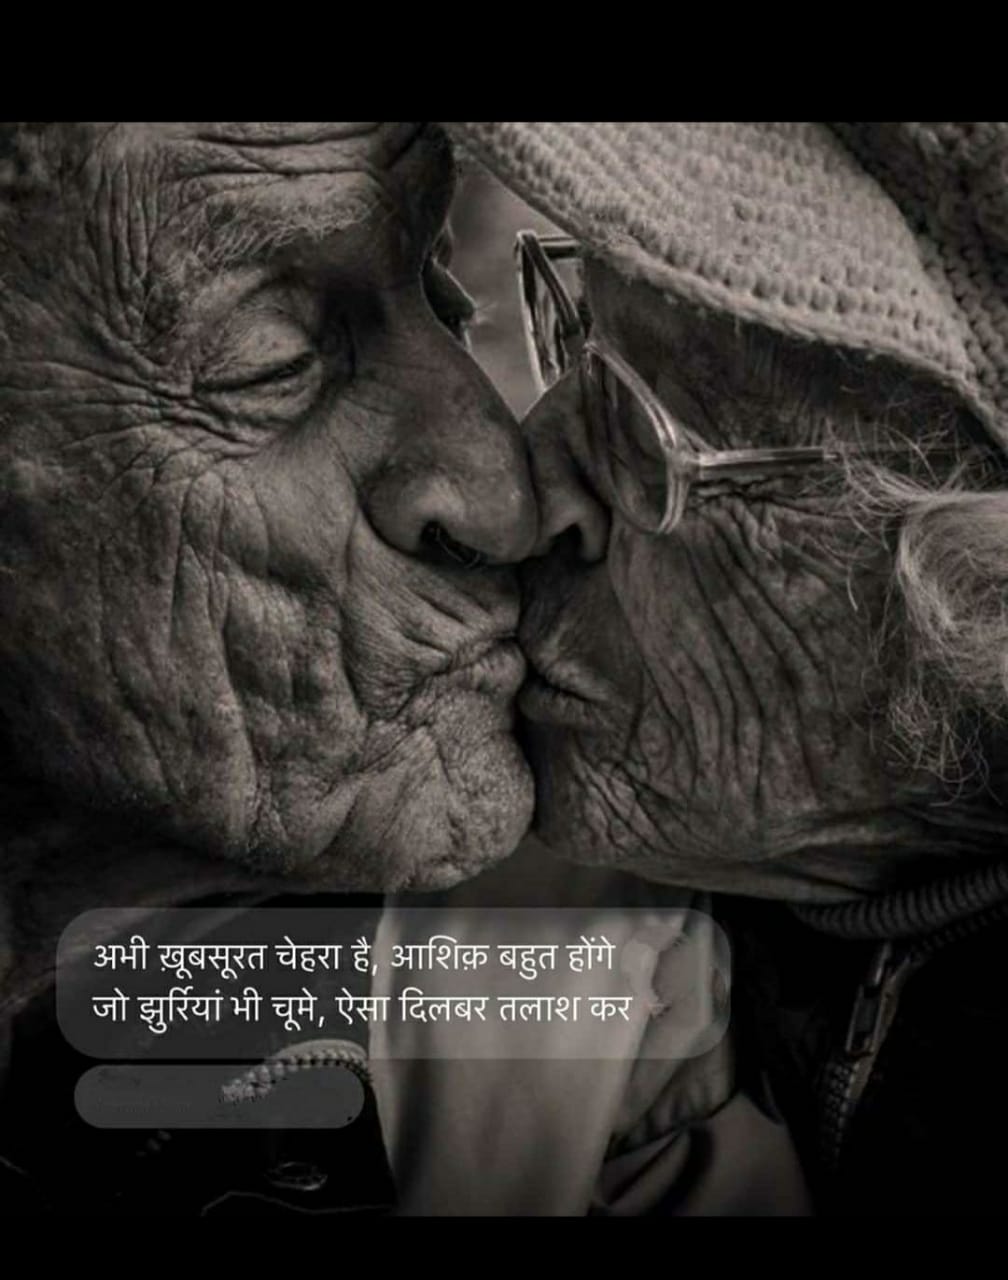 अभी ख़ूबसूरत चेहरा है, आशिक़ बहुत होंगे
जो झुर्रियां भी चूमे, ऐसा दिलबर तलाश कर